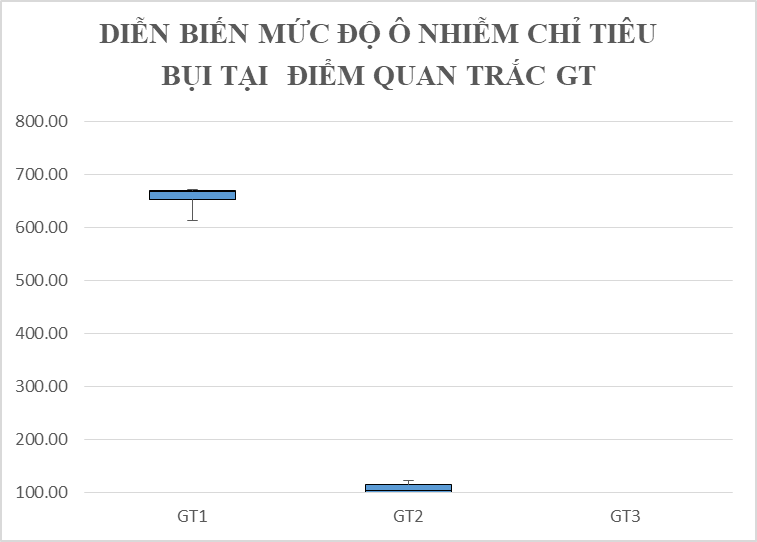 DIỄN BIẾN MỨC ĐỘ Ô NHIỄM CHỈ TIÊU
BỤI TẠI ĐIỂM QUAN TRẮC GT
800.00
700.00
600.00
500.00
400.00
300.00
200.00
100.00
GT1 GT2 GT3